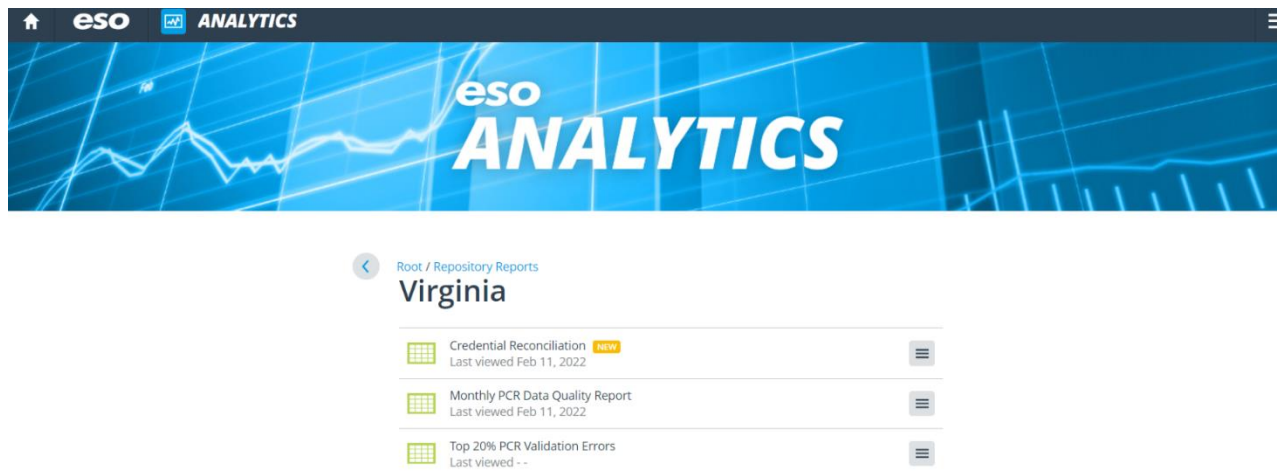 eso ANALYTICS
eso
ANALYTICS
Root / Repository Reports
Virginia
Credential Reconciliation NEW
Last viewed Feb 11, 2022
Monthly PCR Data Quality Report
Last viewed Feb 11, 2022
Top 20% PCR Validation Errors
Last viewed - -